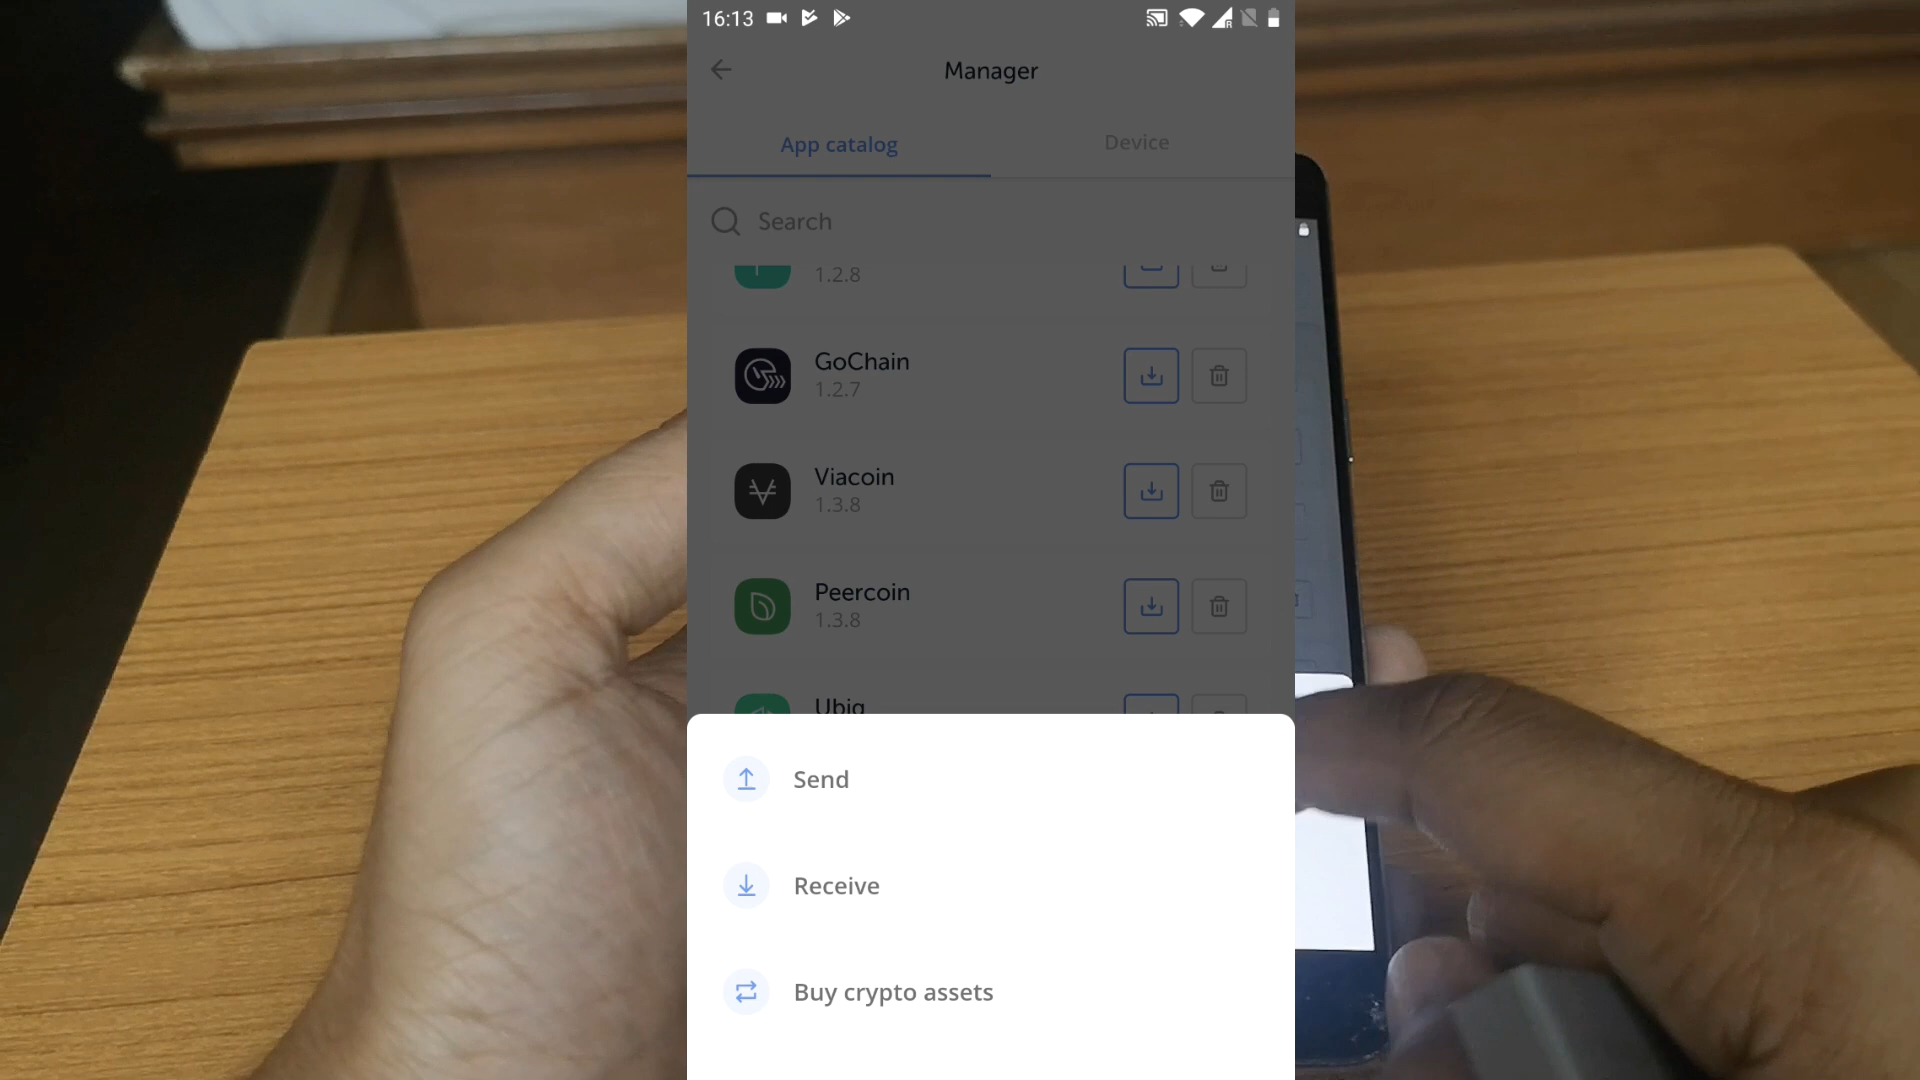 16:13
Manager
App catalog
Device
Search
1.2.8
GoChain
1.2.7
Viacoin
1.3.8
Peercoin
1.3.8
Ubiq
Send
Receive
Buy crypto assets